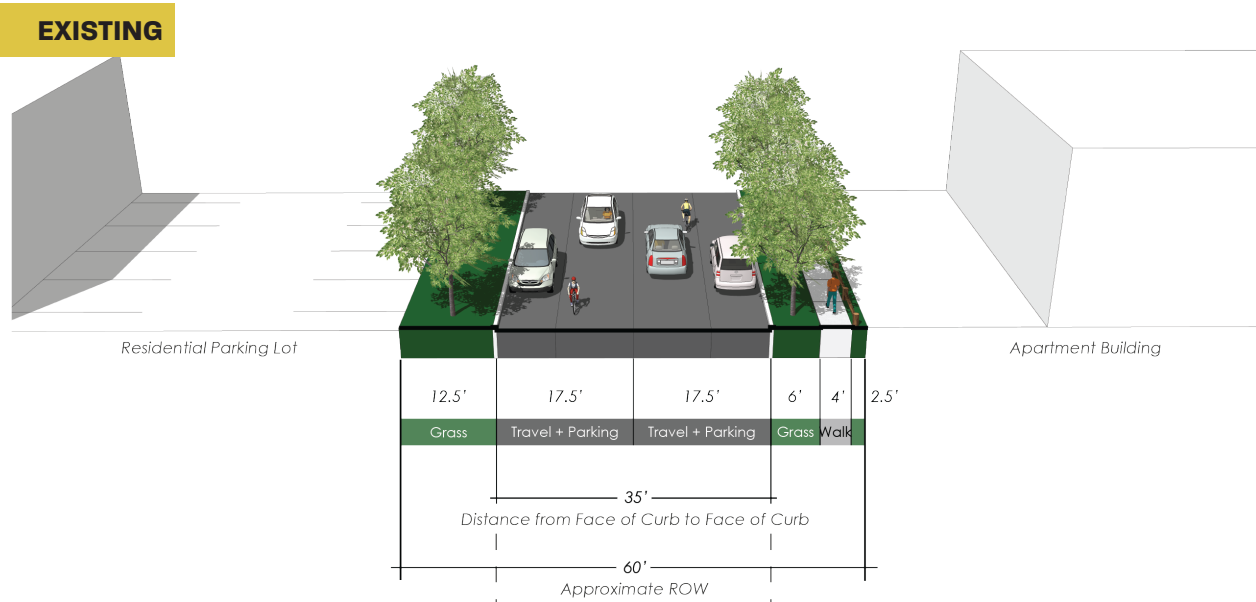 EXISTING
Residential Parking Lot
Apartment Building
12.5' 17.5' 17.5' 6' 4' 2.5'
Grass Travel + Parking Travel + Parking Grass Walk
35'
Distance from Face of Curb to Face of Curb
60'
Approximate ROW